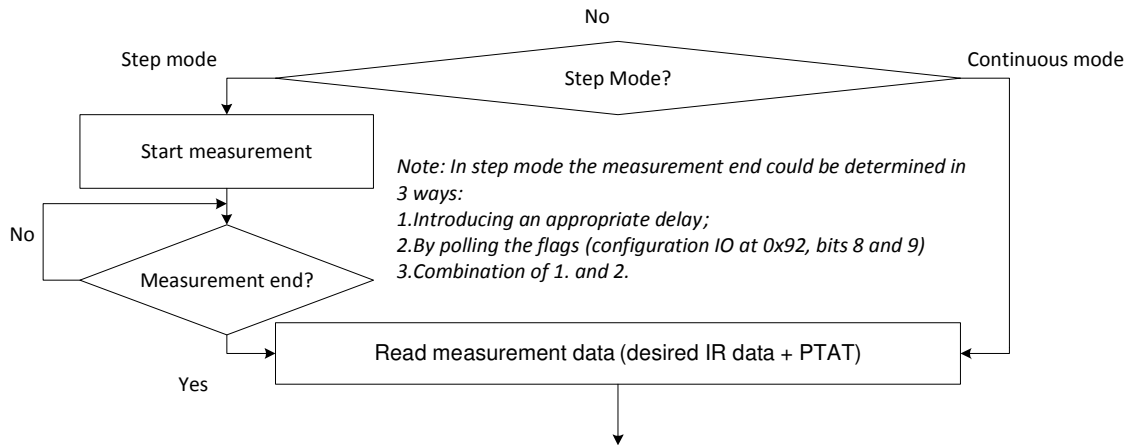 No
Step mode
Continuous mode
Step Mode?
Start measurement
Note: In step mode the measurement end could be determined in
3 ways:
1.Introducing an appropriate delay;
2.By polling the flags (configuration IO at 0x92, bits 8 and 9)
3.Combination of 1. and 2.
No
Measurement end?
Read measurement data (desired IR data + PTAT)
Yes